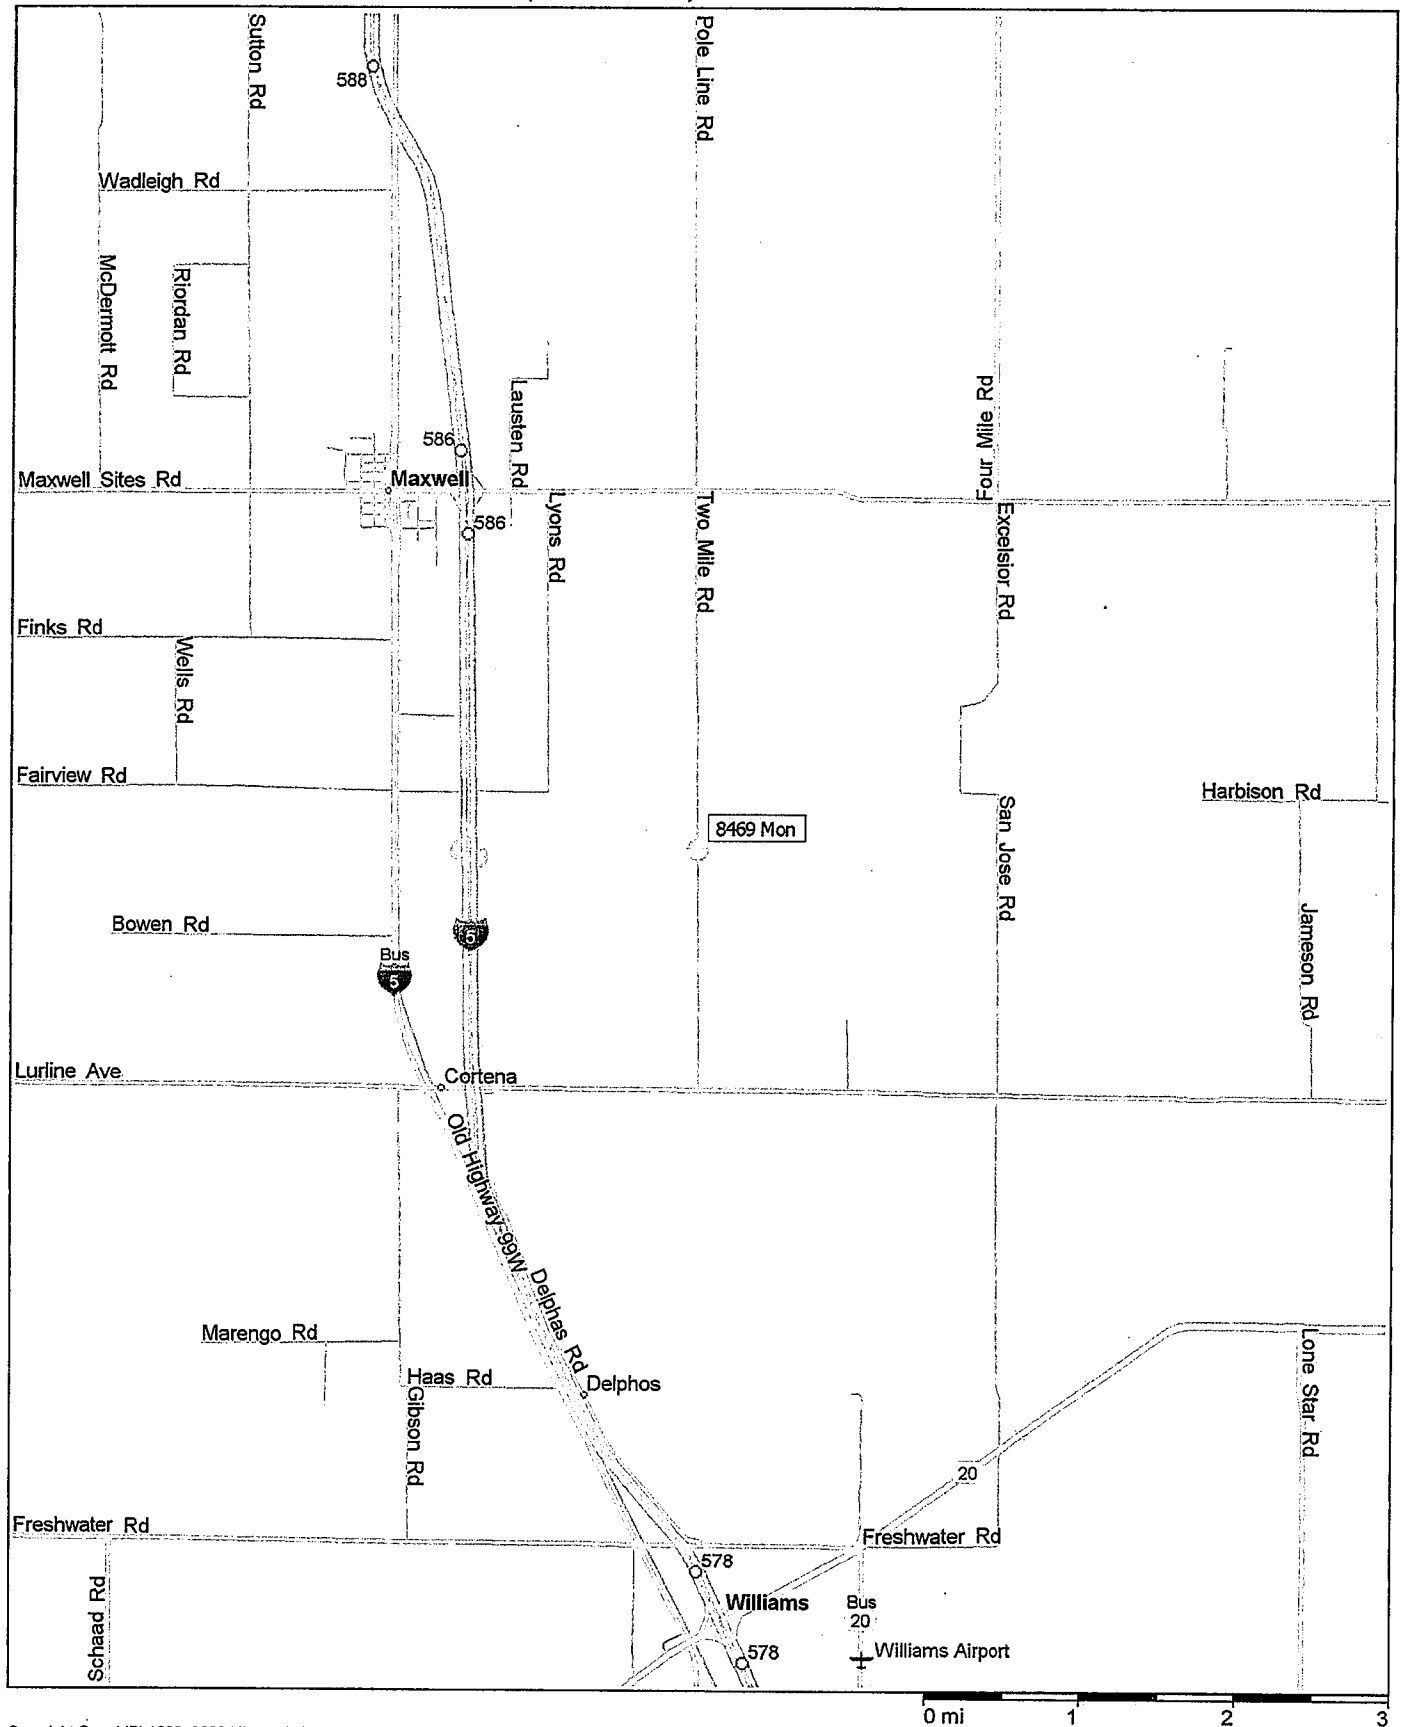 Sutton Rd
Pole Line Rd
588
Wadleigh Rd
McDermott Rd
Riordan Rd
Lausten Rd
Four Mile Rd
586
Maxwell Sites Rd
Maxwell
586
Lyons Rd
Two Mile Rd
Excelsior Rd
Finks Rd
Wells Rd
Fairview Rd
Harbison Rd
San Jose Rd
8469 Mon
Bowen Rd
5
Bus
5
Jameson Rd
Lurline Ave
Cortena
Old Highway 99W
Delphas Rd
Marengo Rd
Lone Star Rd
Haas Rd
Delphos
Gibson Rd
20
Freshwater Rd
Freshwater Rd
578
Schaad Rd
Williams
Bus
20
578
Williams Airport
0 mi 1 2 3